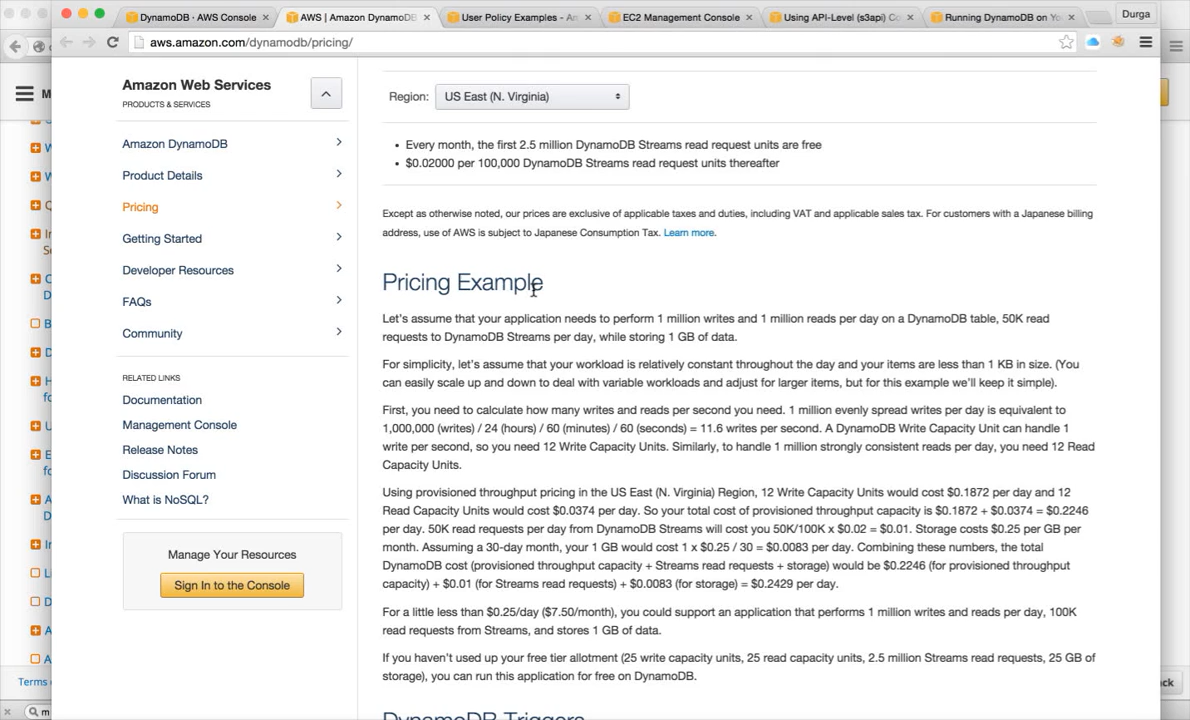 DynamoDB · AWS Console
AWS | Amazon DynamoDB
User Policy Examples - Am
EC2 Management Console
Using API-Level (s3api) Co
Running DynamoDB on Yo
Durga
aws.amazon.com/dynamodb/pricing/
Amazon Web Services
PRODUCTS & SERVICES
Amazon DynamoDB
Product Details
Pricing
Getting Started
Developer Resources
FAQs
Community
RELATED LINKS
Documentation
Management Console
Release Notes
Discussion Forum
What is NoSQL?
Manage Your Resources
Sign In to the Console
Region: US East (N. Virginia)
• Every month, the first 2.5 million DynamoDB Streams read request units are free
• $0.02000 per 100,000 DynamoDB Streams read request units thereafter
Except as otherwise noted, our prices are exclusive of applicable taxes and duties, including VAT and applicable sales tax. For customers with a Japanese billing
address, use of AWS is subject to Japanese Consumption Tax. Learn more.
Pricing Example
Let's assume that your application needs to perform 1 million writes and 1 million reads per day on a DynamoDB table, 50K read
requests to DynamoDB Streams per day, while storing 1 GB of data.
For simplicity, let's assume that your workload is relatively constant throughout the day and your items are less than 1 KB in size. (You
can easily scale up and down to deal with variable workloads and adjust for larger items, but for this example we'll keep it simple).
First, you need to calculate how many writes and reads per second you need. 1 million evenly spread writes per day is equivalent to
1,000,000 (writes) / 24 (hours) / 60 (minutes) / 60 (seconds) = 11.6 writes per second. A DynamoDB Write Capacity Unit can handle 1
write per second, so you need 12 Write Capacity Units. Similarly, to handle 1 million strongly consistent reads per day, you need 12 Read
Capacity Units.
Using provisioned throughput pricing in the US East (N. Virginia) Region, 12 Write Capacity Units would cost $0.1872 per day and 12
Read Capacity Units would cost $0.0374 per day. So your total cost of provisioned throughput capacity is $0.1872 + $0.0374 = $0.2246
per day. 50K read requests per day from DynamoDB Streams will cost you 50K/100K x $0.02 = $0.01. Storage costs $0.25 per GB per
month. Assuming a 30-day month, your 1 GB would cost 1 x $0.25 / 30 = $0.0083 per day. Combining these numbers, the total
DynamoDB cost (provisioned throughput capacity + Streams read requests + storage) would be $0.2246 (for provisioned throughput
capacity) + $0.01 (for Streams read requests) + $0.0083 (for storage) = $0.2429 per day.
For a little less than $0.25/day ($7.50/month), you could support an application that performs 1 million writes and reads per day, 100K
read requests from Streams, and stores 1 GB of data.
If you haven't used up your free tier allotment (25 write capacity units, 25 read capacity units, 2.5 million Streams read requests, 25 GB of
storage), you can run this application for free on DynamoDB.
DynamoDB Triggers
Terms